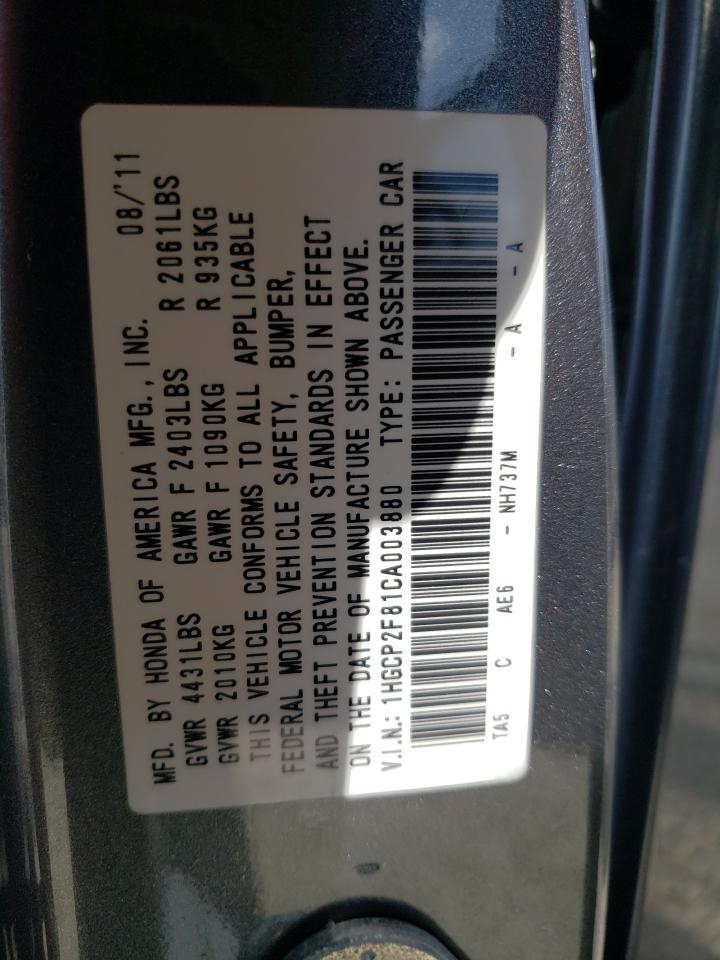 MFD. BY HONDA OF AMERICA MFG., INC. 08/'11
GVWR 4431LBS GAWR F 2403LBS R 2061LBS
GVWR 2010KG GAWR F 1090KG R 935KG
THIS VEHICLE CONFORMS TO ALL APPLICABLE
FEDERAL MOTOR VEHICLE SAFETY, BUMPER,
AND THEFT PREVENTION STANDARDS IN EFFECT
ON THE DATE OF MANUFACTURE SHOWN ABOVE.
V.I.N.: 1HGCP2F81CA003880 TYPE: PASSENGER CAR
TA5 C AE6 - NH737M - A - A